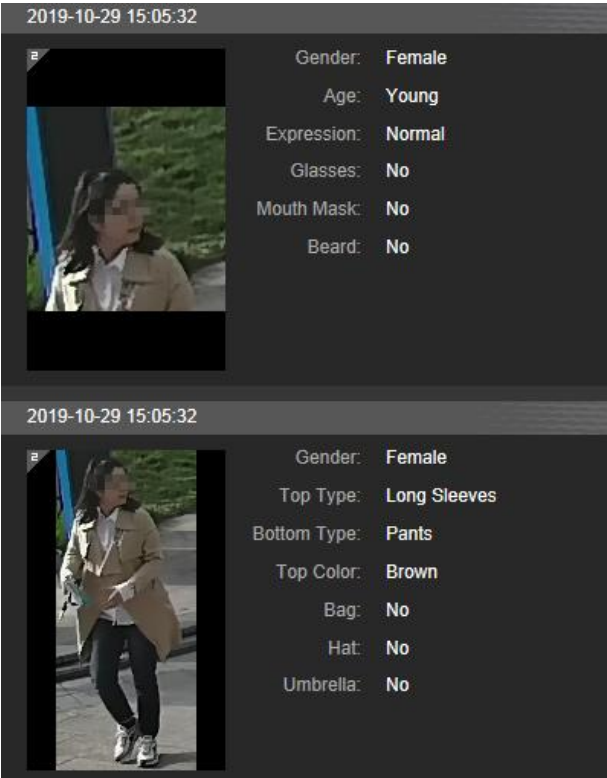 2019-10-29 15:05:32
2
Gender: Female
Age: Young
Expression: Normal
Glasses: No
Mouth Mask: No
Beard: No
2019-10-29 15:05:32
2
Gender: Female
Top Type: Long Sleeves
Bottom Type: Pants
Top Color: Brown
Bag: No
Hat: No
Umbrella: No